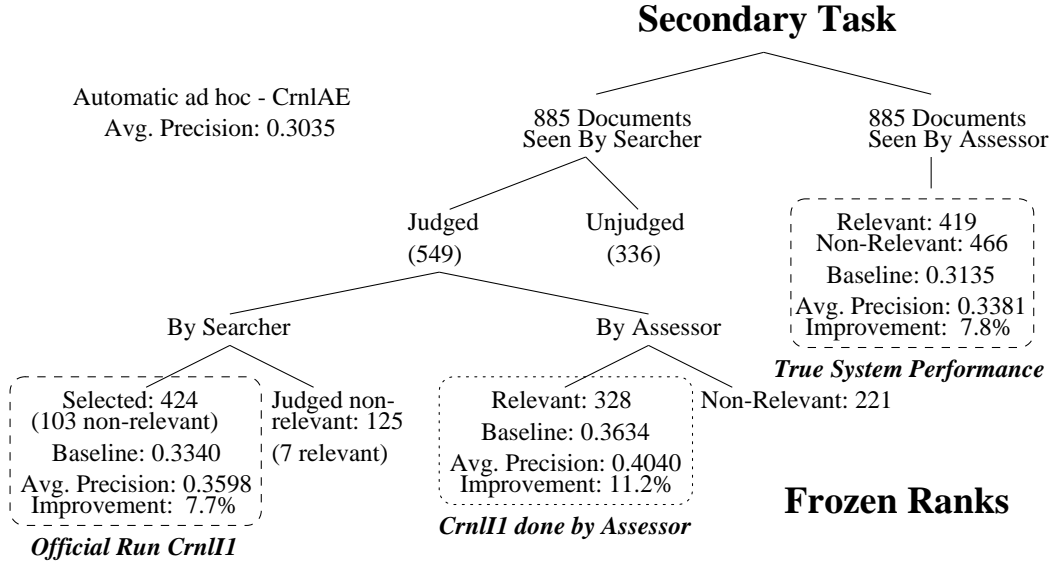 Secondary Task
Automatic ad hoc - CrnlAE
Avg. Precision: 0.3035
885 Documents
Seen By Searcher
885 Documents
Seen By Assessor
Judged
(549)
Unjudged
(336)
Relevant: 419
Non-Relevant: 466
Baseline: 0.3135
Avg. Precision: 0.3381
Improvement: 7.8%
True System Performance
By Searcher
By Assessor
Selected: 424
(103 non-relevant)
Baseline: 0.3340
Avg. Precision: 0.3598
Improvement: 7.7%
Official Run CrnlI1
Judged non-
relevant: 125
(7 relevant)
Relevant: 328
Baseline: 0.3634
Avg. Precision: 0.4040
Improvement: 11.2%
CrnlI1 done by Assessor
Non-Relevant: 221
Frozen Ranks